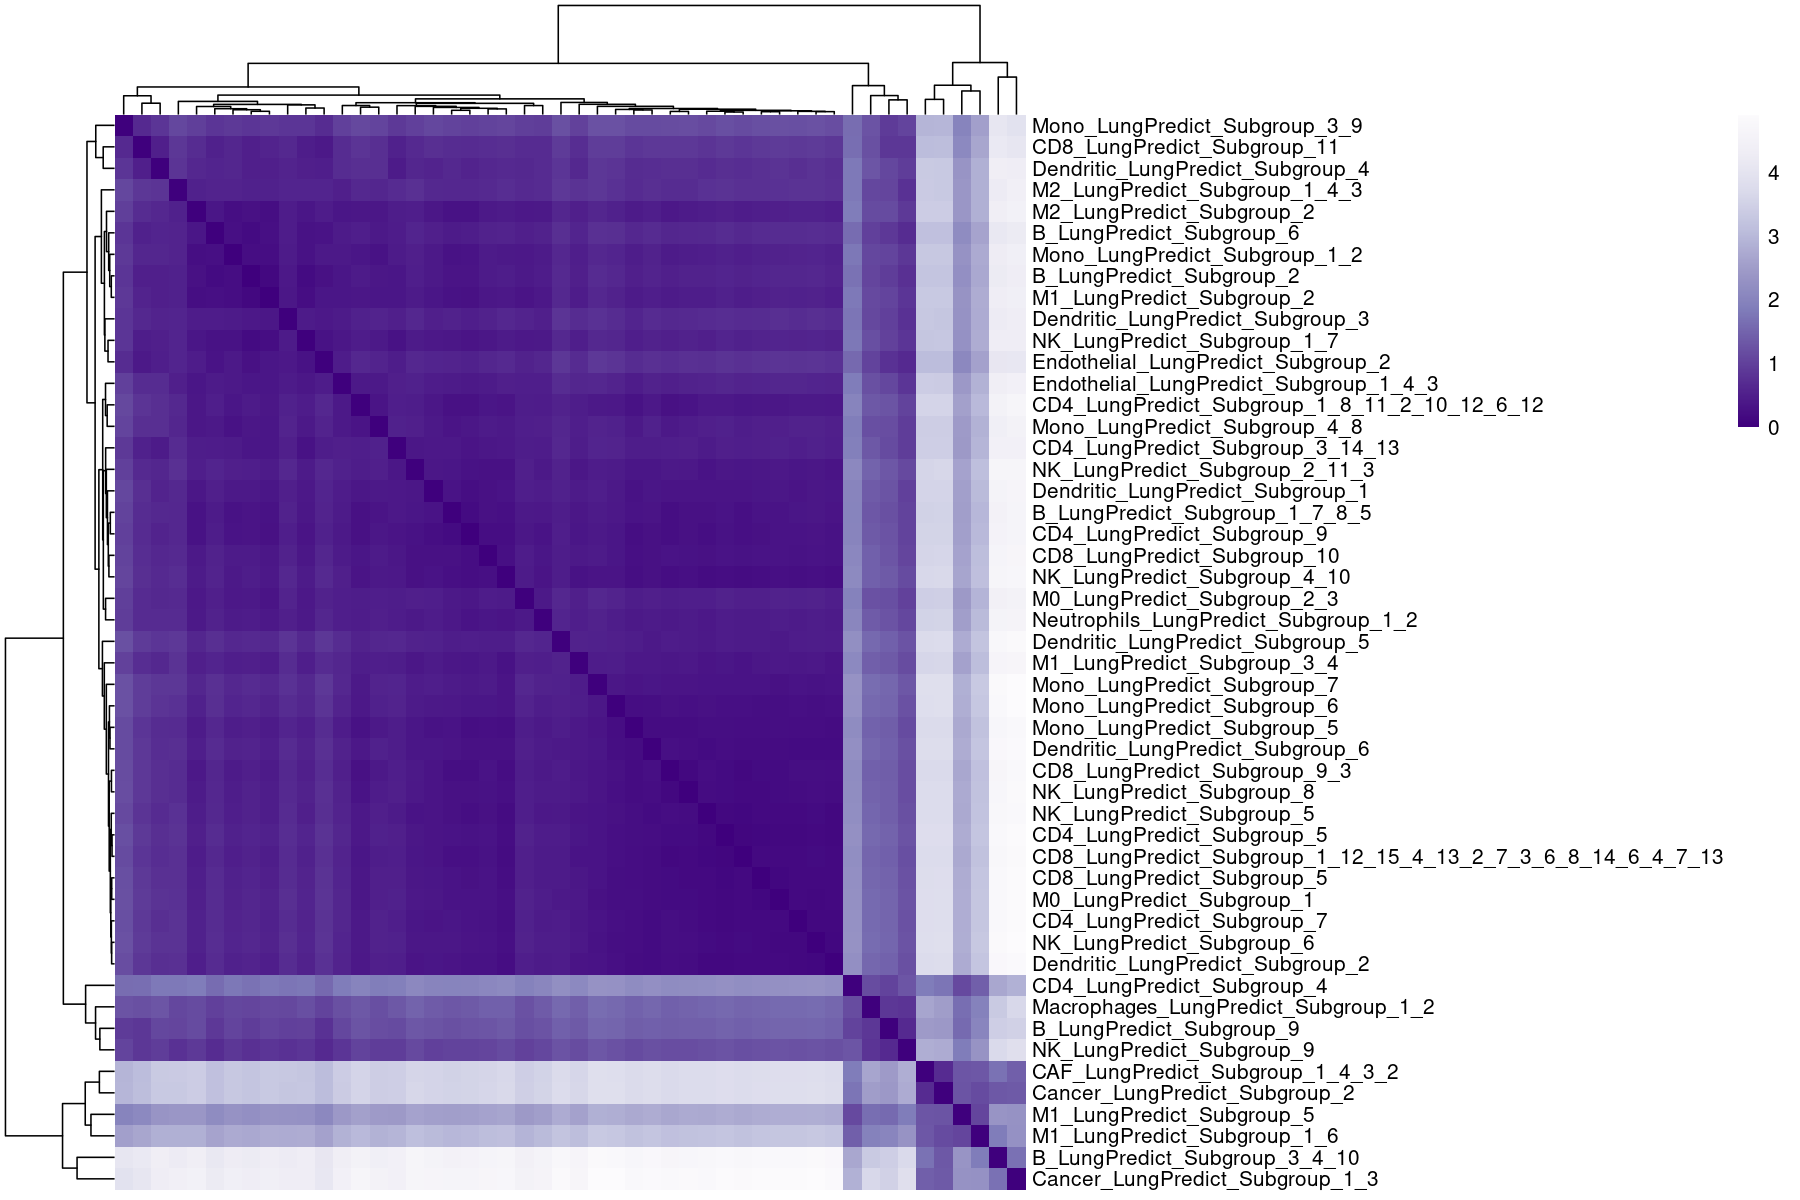 Mono_LungPredict_Subgroup_3_9
CD8_LungPredict_Subgroup_11
Dendritic_LungPredict_Subgroup_4
M2_LungPredict_Subgroup_1_4_3
M2_LungPredict_Subgroup_2
B_LungPredict_Subgroup_6
Mono_LungPredict_Subgroup_1_2
B_LungPredict_Subgroup_2
M1_LungPredict_Subgroup_2
Dendritic_LungPredict_Subgroup_3
NK_LungPredict_Subgroup_1_7
Endothelial_LungPredict_Subgroup_2
Endothelial_LungPredict_Subgroup_1_4_3
CD4_LungPredict_Subgroup_1_8_11_2_10_12_6_12
Mono_LungPredict_Subgroup_4_8
CD4_LungPredict_Subgroup_3_14_13
NK_LungPredict_Subgroup_2_11_3
Dendritic_LungPredict_Subgroup_1
B_LungPredict_Subgroup_1_7_8_5
CD4_LungPredict_Subgroup_9
CD8_LungPredict_Subgroup_10
NK_LungPredict_Subgroup_4_10
M0_LungPredict_Subgroup_2_3
Neutrophils_LungPredict_Subgroup_1_2
Dendritic_LungPredict_Subgroup_5
M1_LungPredict_Subgroup_3_4
Mono_LungPredict_Subgroup_7
Mono_LungPredict_Subgroup_6
Mono_LungPredict_Subgroup_5
Dendritic_LungPredict_Subgroup_6
CD8_LungPredict_Subgroup_9_3
NK_LungPredict_Subgroup_8
NK_LungPredict_Subgroup_5
CD4_LungPredict_Subgroup_5
CD8_LungPredict_Subgroup_1_12_15_4_13_2_7_3_6_8_14_6_4_7_13
CD8_LungPredict_Subgroup_5
M0_LungPredict_Subgroup_1
CD4_LungPredict_Subgroup_7
NK_LungPredict_Subgroup_6
Dendritic_LungPredict_Subgroup_2
CD4_LungPredict_Subgroup_4
Macrophages_LungPredict_Subgroup_1_2
B_LungPredict_Subgroup_9
NK_LungPredict_Subgroup_9
CAF_LungPredict_Subgroup_1_4_3_2
Cancer_LungPredict_Subgroup_2
M1_LungPredict_Subgroup_5
M1_LungPredict_Subgroup_1_6
B_LungPredict_Subgroup_3_4_10
Cancer_LungPredict_Subgroup_1_3
4
3
2
1
0